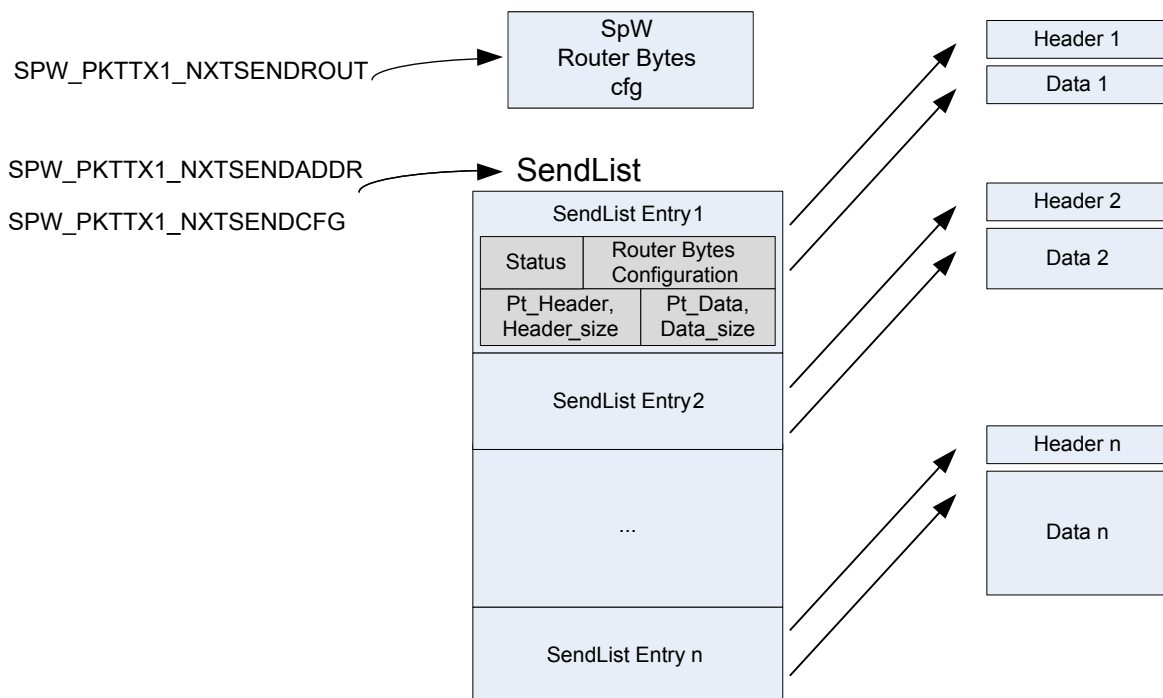 SPW_PKTTX1_NXTSENDROUT
SpW
Router Bytes
cfg
SPW_PKTTX1_NXTSENDADDR
SPW_PKTTX1_NXTSENDCFG
SendList
SendList Entry1
Status
Router Bytes
Configuration
Pt_Header,
Header_size
Pt_Data,
Data_size
SendList Entry2
...
SendList Entry n
Header 1
Data 1
Header 2
Data 2
Header n
Data n